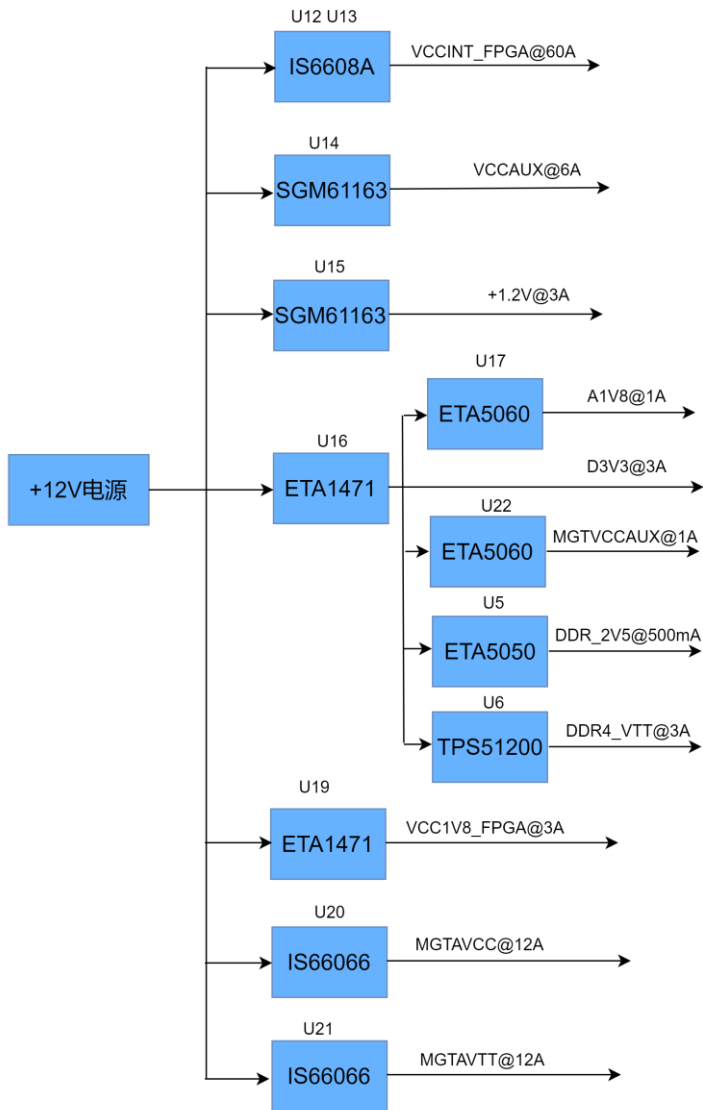 U12 U13
IS6608A
VCCINT_FPGA@60A
U14
SGM61163
VCCAUX@6A
U15
SGM61163
+1.2V@3A
U17
ETA5060
A1V8@1A
+12V电源
U16
ETA1471
D3V3@3A
U22
ETA5060
MGTVCCAUX@1A
U5
ETA5050
DDR_2V5@500mA
U6
TPS51200
DDR4_VTT@3A
U19
ETA1471
VCC1V8_FPGA@3A
U20
IS66066
MGTAVCC@12A
U21
IS66066
MGTAVTT@12A